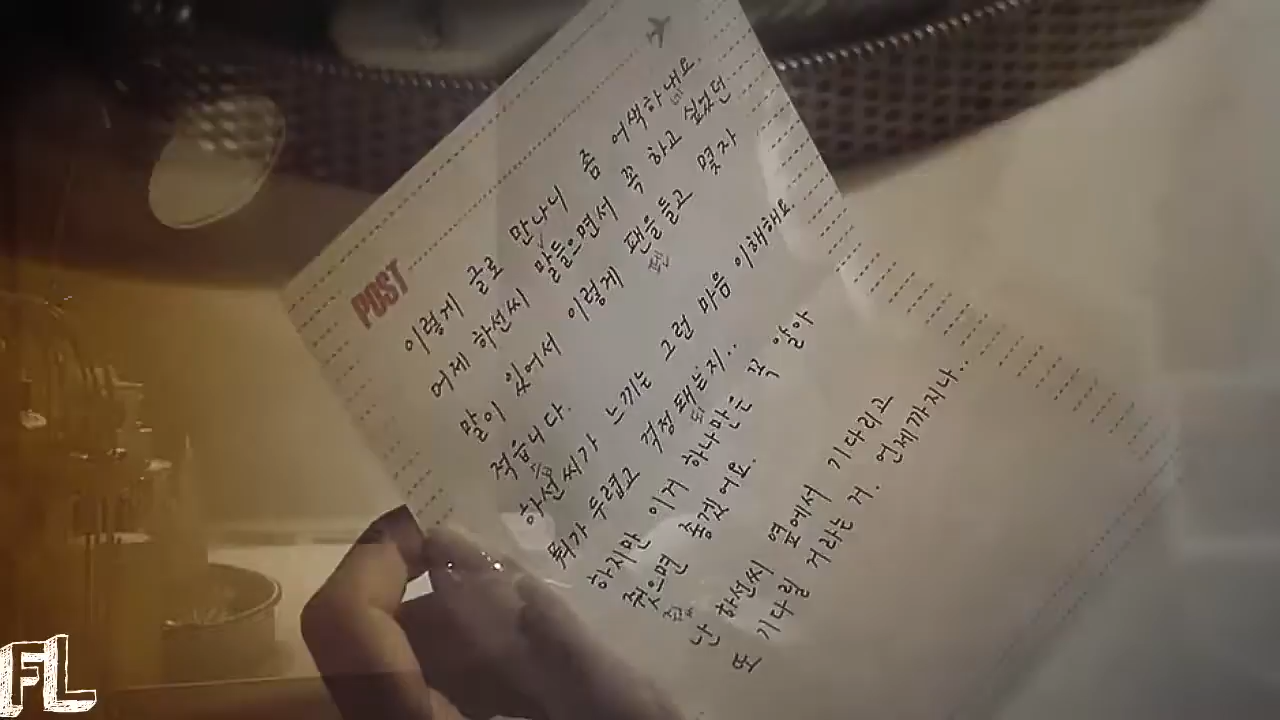 POST
이렇게 글로 만나니 좀 어색하내요
네
어제 하선씨 말들으면서 꼭 하고 싶었던
말이 있어서 이렇게 팬을들고 몇자
펜
적읍니다.
습
하선씨가 느끼는 그런 마음 이해해요
뭐가 두렵고 걱정돼는지..
되
하지만 이거 하나만은 꼭 알아
줫으면 좋겠어요.
줬
난 하선씨 옆에서 기다리고
또 기다릴 거라는 거. 언제까지나..
FL